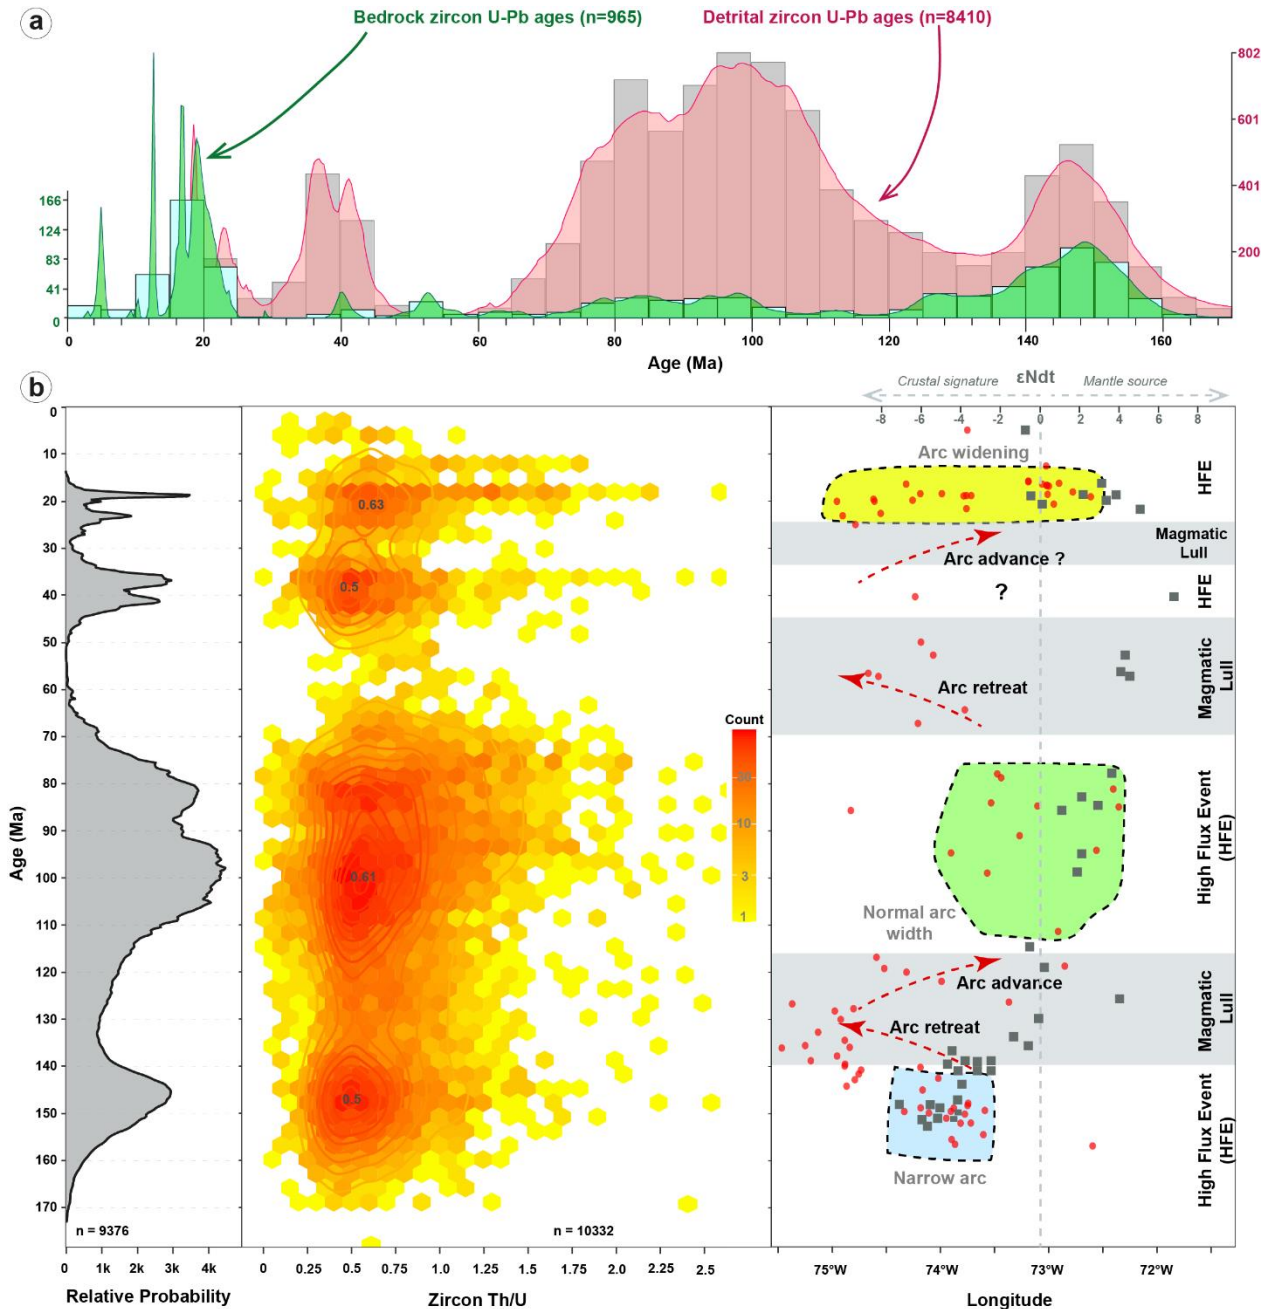 a
Bedrock zircon U-Pb ages (n=965)
Detrital zircon U-Pb ages (n=8410)
802
601
401
200
166
124
83
41
0
0 20 40 60 80 100 120 140 160
Age (Ma)
b
Crustal signature εNdt Mantle source
-8 -6 -4 -2 0 2 4 6 8
0
10
20
30
40
50
60
70
80
90
100
110
120
130
140
150
160
170
Age (Ma)
n = 9376
0 1k 2k 3k 4k
Relative Probability
0.63
0.5
0.61
0.5
Count
30
10
3
1
n = 10332
0 0.25 0.5 0.75 1.0 1.25 1.5 1.75 2.0 2.25 2.5
Zircon Th/U
Arc widening
HFE
Magmatic
Lull
Arc advance ?
?
HFE
Arc retreat
Magmatic
Lull
High Flux Event
(HFE)
Normal arc
width
Arc advance
Arc retreat
Magmatic
Lull
High Flux Event
(HFE)
Narrow arc
75°W 74°W 73°W 72°W
Longitude